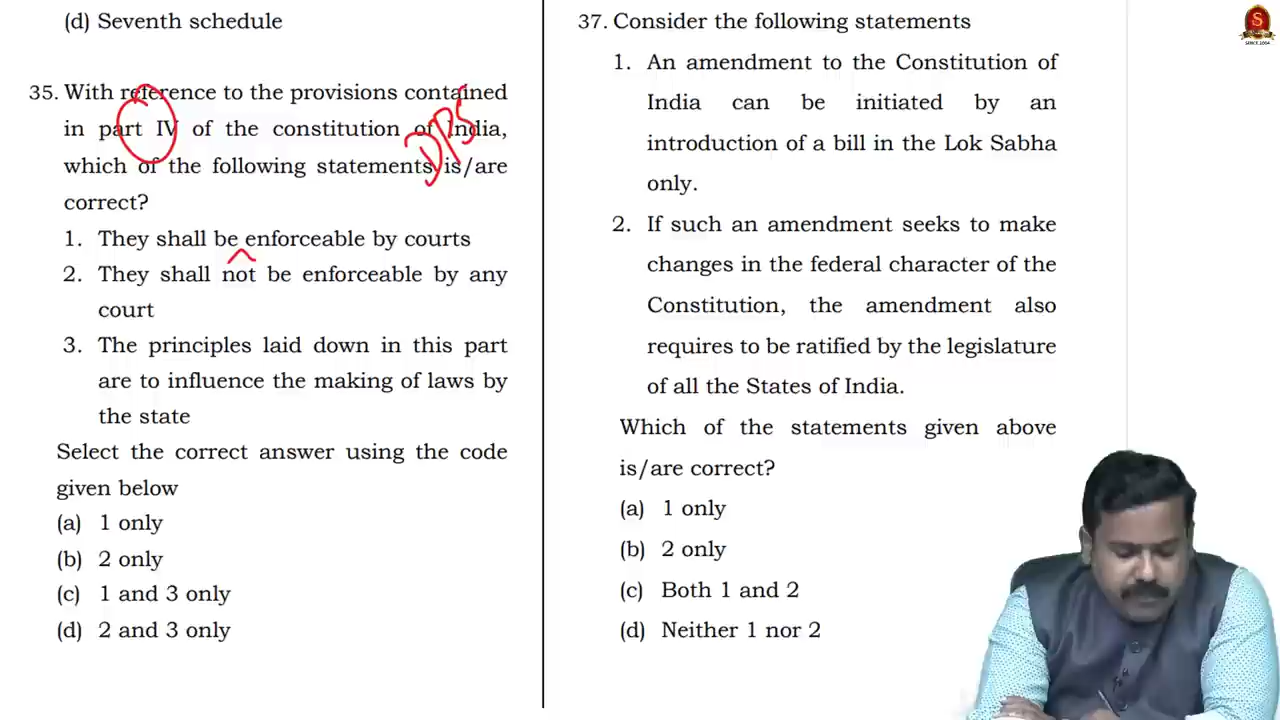 (d) Seventh schedule
35. With reference to the provisions contained
in part IV of the constitution of India,
which of the following statements is/are
correct?
DPS
1. They shall be enforceable by courts
2. They shall not be enforceable by any
court
3. The principles laid down in this part
are to influence the making of laws by
the state
Select the correct answer using the code
given below
(a) 1 only
(b) 2 only
(c) 1 and 3 only
(d) 2 and 3 only
37. Consider the following statements
1. An amendment to the Constitution of
India can be initiated by an
introduction of a bill in the Lok Sabha
only.
2. If such an amendment seeks to make
changes in the federal character of the
Constitution, the amendment also
requires to be ratified by the legislature
of all the States of India.
Which of the statements given above
is/are correct?
(a) 1 only
(b) 2 only
(c) Both 1 and 2
(d) Neither 1 nor 2
S
SINCE 2004